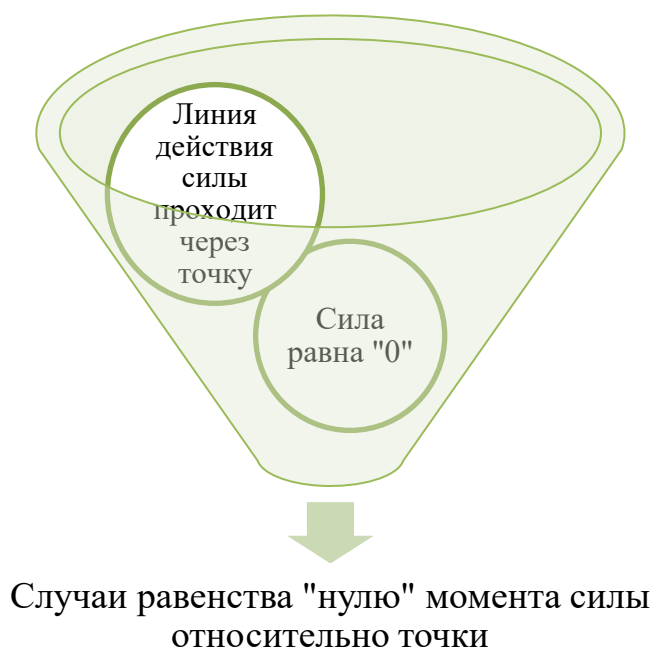 Линия
действия
силы
проходит
через
точку
Сила
равна "0"
Случаи равенства "нулю" момента силы
относительно точки